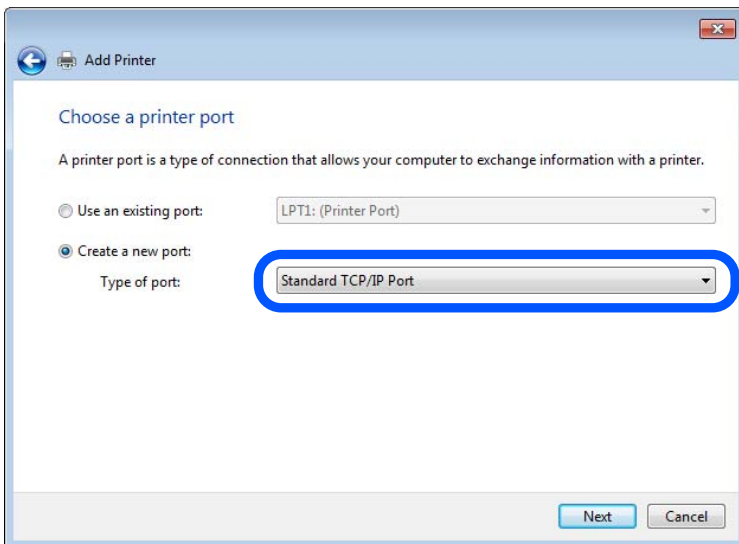 Add Printer
Choose a printer port
A printer port is a type of connection that allows your computer to exchange information with a printer.
Use an existing port: LPT1: (Printer Port)
Create a new port:
Type of port: Standard TCP/IP Port
Next Cancel